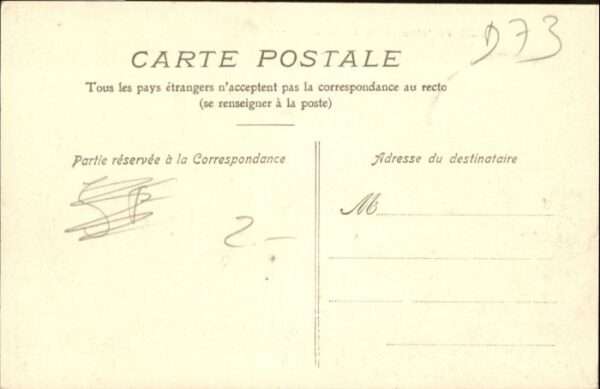 D73
CARTE POSTALE
Tous les pays étrangers n'acceptent pas la correspondance au recto
(se renseigner à la poste)
Partie réservée à la Correspondance
Adresse du destinataire
M
2-